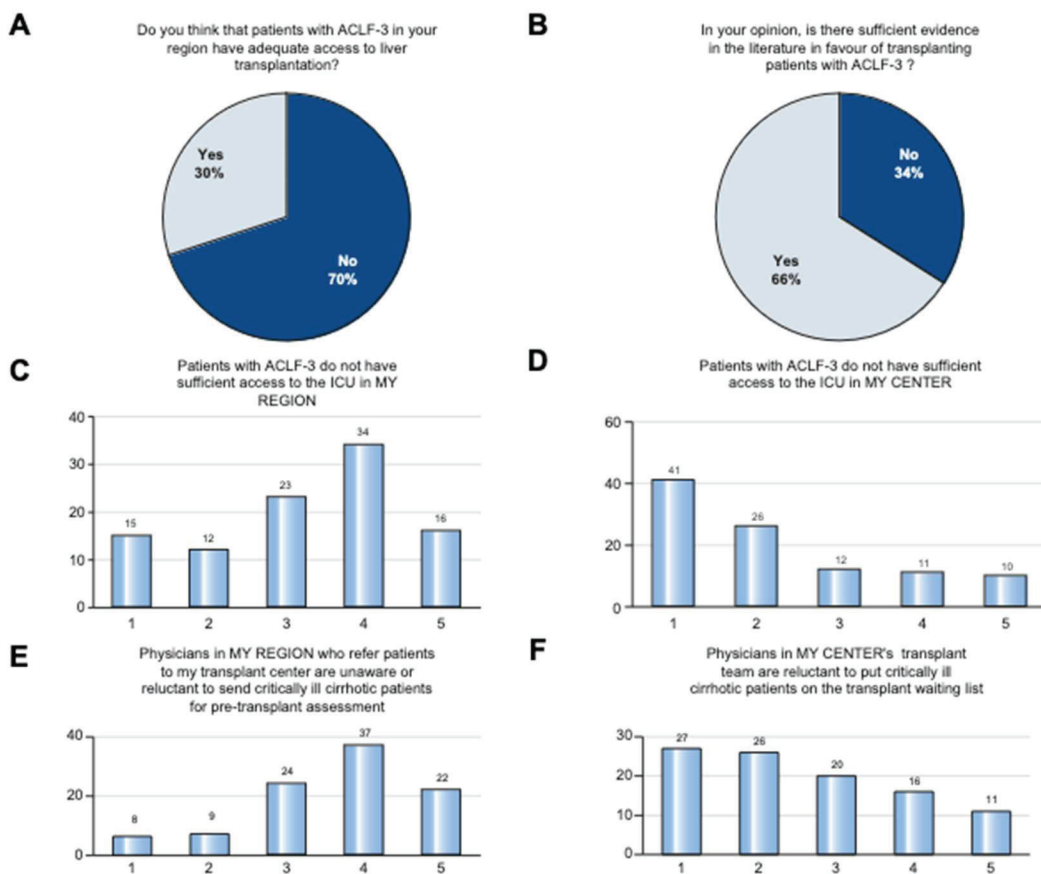 A
Do you think that patients with ACLF-3 in your
region have adequate access to liver
transplantation?
Yes
30%
No
70%
B
In your opinion, is there sufficient evidence
in the literature in favour of transplanting
patients with ACLF-3 ?
No
34%
Yes
66%
C
Patients with ACLF-3 do not have
sufficient access to the ICU in MY
REGION
40
30
20
10
0
15
12
23
34
16
1 2 3 4 5
D
Patients with ACLF-3 do not have sufficient
access to the ICU in MY CENTER
60
40
20
0
41
26
12
11
10
1 2 3 4 5
E
Physicians in MY REGION who refer patients
to my transplant center are unaware or
reluctant to send critically ill cirrhotic patients
for pre-transplant assessment
40
20
0
8
9
24
37
22
1 2 3 4 5
F
Physicians in MY CENTER's transplant
team are reluctant to put critically ill
cirrhotic patients on the transplant waiting list
30
20
10
0
27
26
20
16
11
1 2 3 4 5